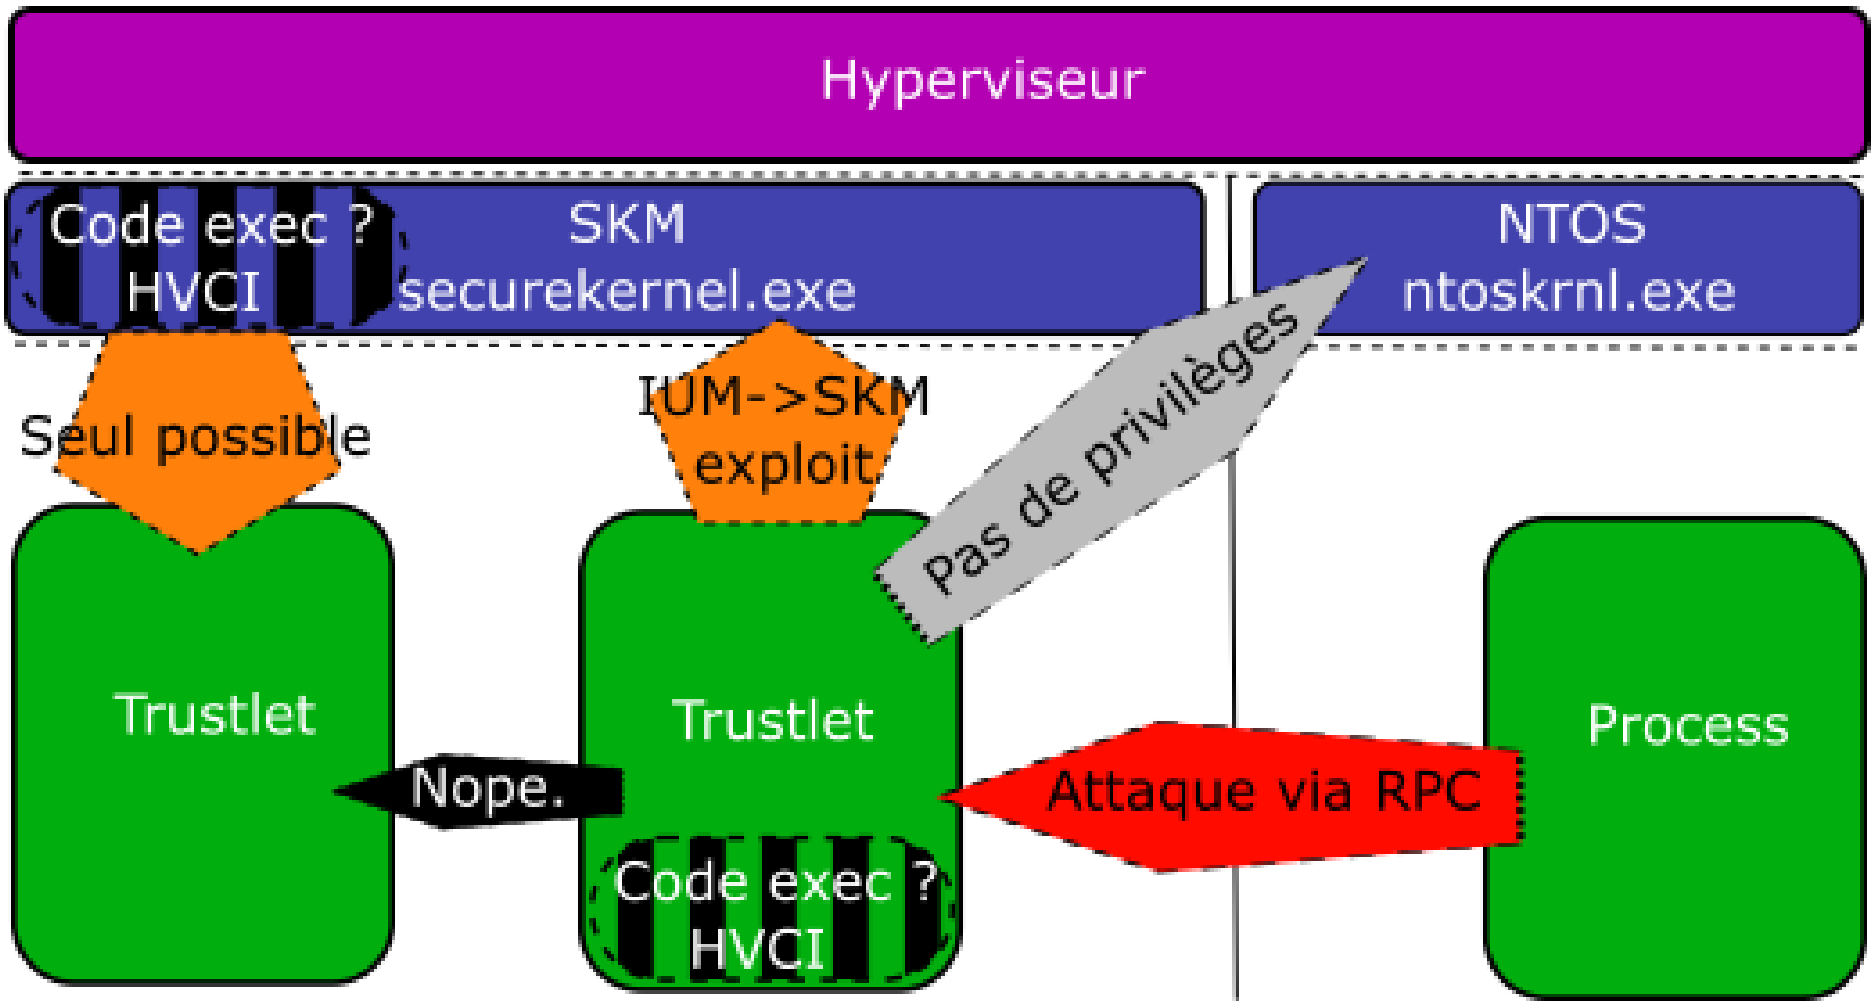 Hyperviseur
Code exec ?
HVCI
SKM
securekernel.exe
NTOS
ntoskrnl.exe
Seul possible
IUM->SKM
exploit
Pas de privilèges
Trustlet
Trustlet
Process
Nope.
Attaque via RPC
Code exec ?
HVCI